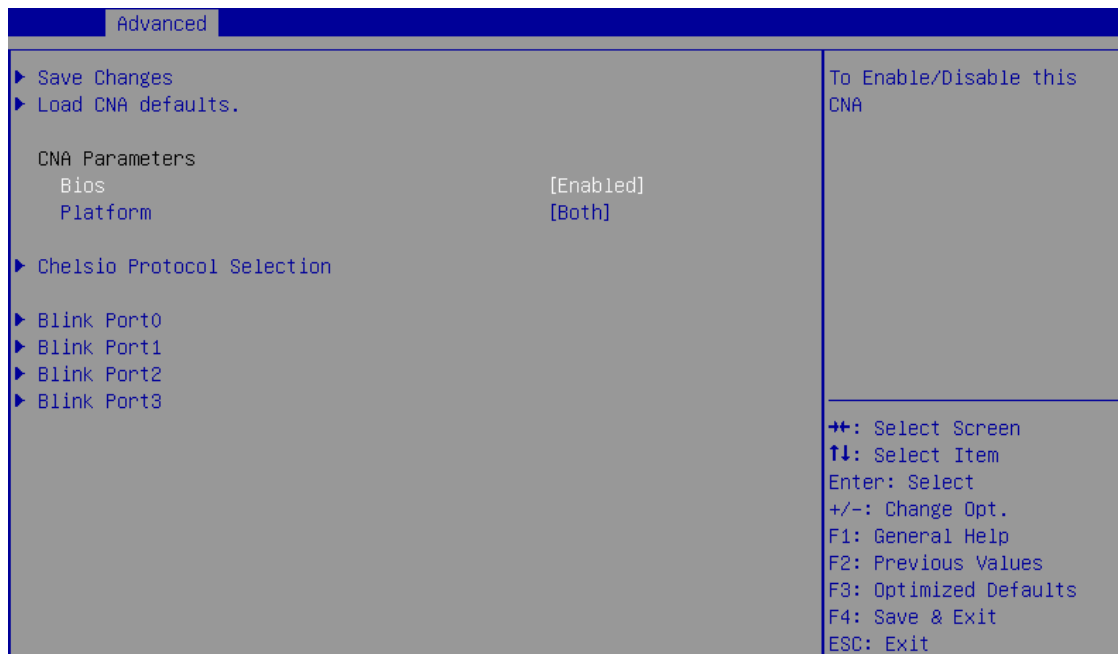 Advanced
▶ Save Changes
▶ Load CNA defaults.
CNA Parameters
Bios [Enabled]
Platform [Both]
▶ Chelsio Protocol Selection
▶ Blink Port0
▶ Blink Port1
▶ Blink Port2
▶ Blink Port3
To Enable/Disable this
CNA
→←: Select Screen
↑↓: Select Item
Enter: Select
+/-: Change Opt.
F1: General Help
F2: Previous Values
F3: Optimized Defaults
F4: Save & Exit
ESC: Exit